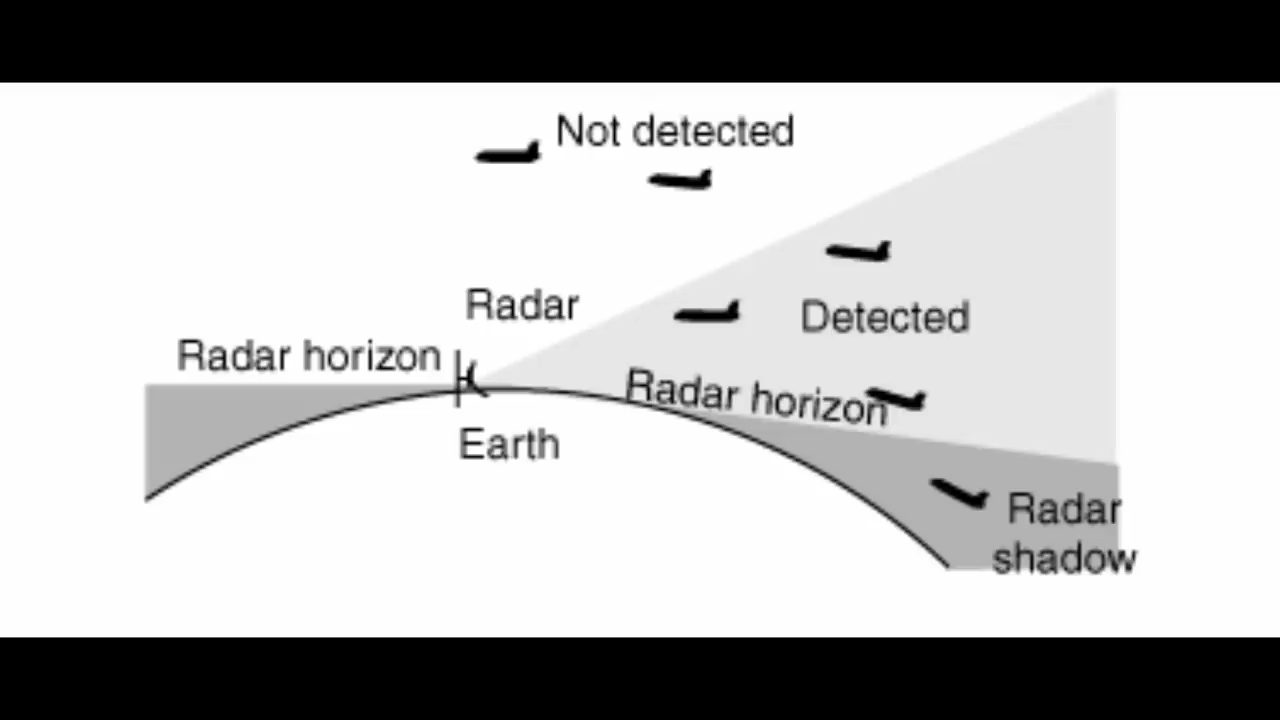 Not detected
Radar
Detected
Radar horizon
Radar horizon
Earth
Radar
shadow